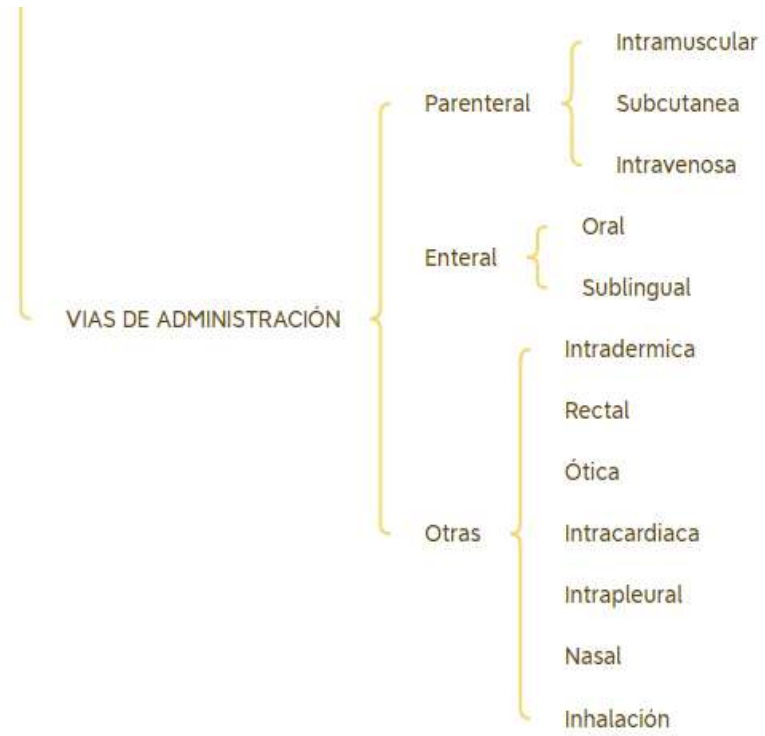 VIAS DE ADMINISTRACIÓN
Parenteral
Intramuscular
Subcutanea
Intravenosa
Enteral
Oral
Sublingual
Otras
Intradermica
Rectal
Ótica
Intracardiaca
Intrapleural
Nasal
Inhalación